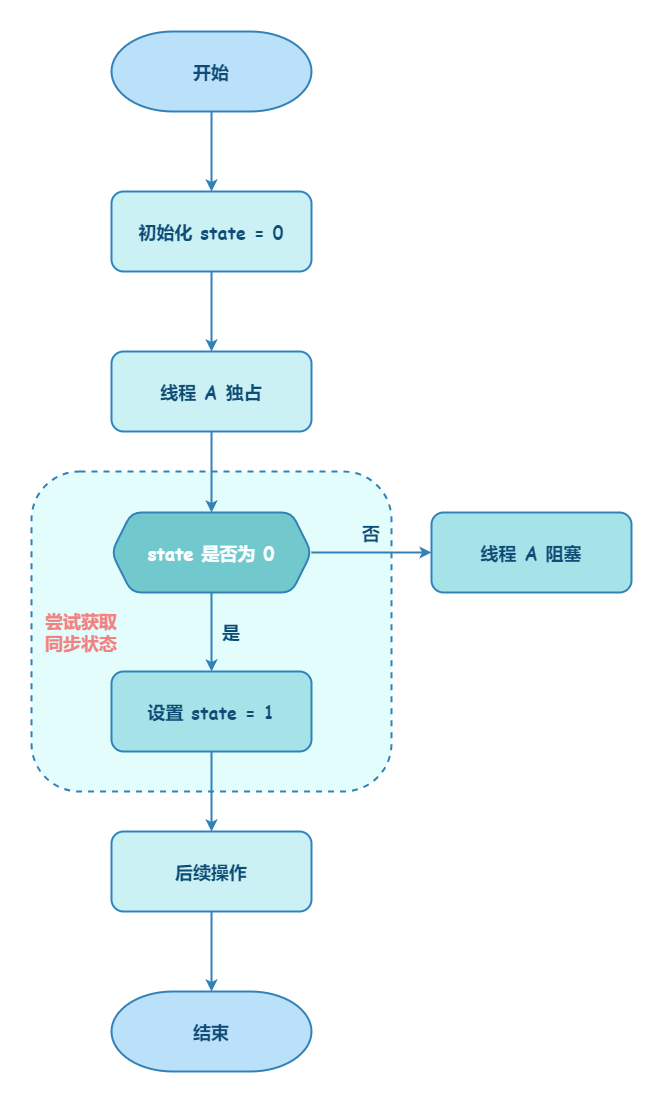 开始
初始化 state = 0
线程 A 独占
state 是否为 0
否
线程 A 阻塞
尝试获取
同步状态
是
设置 state = 1
后续操作
结束